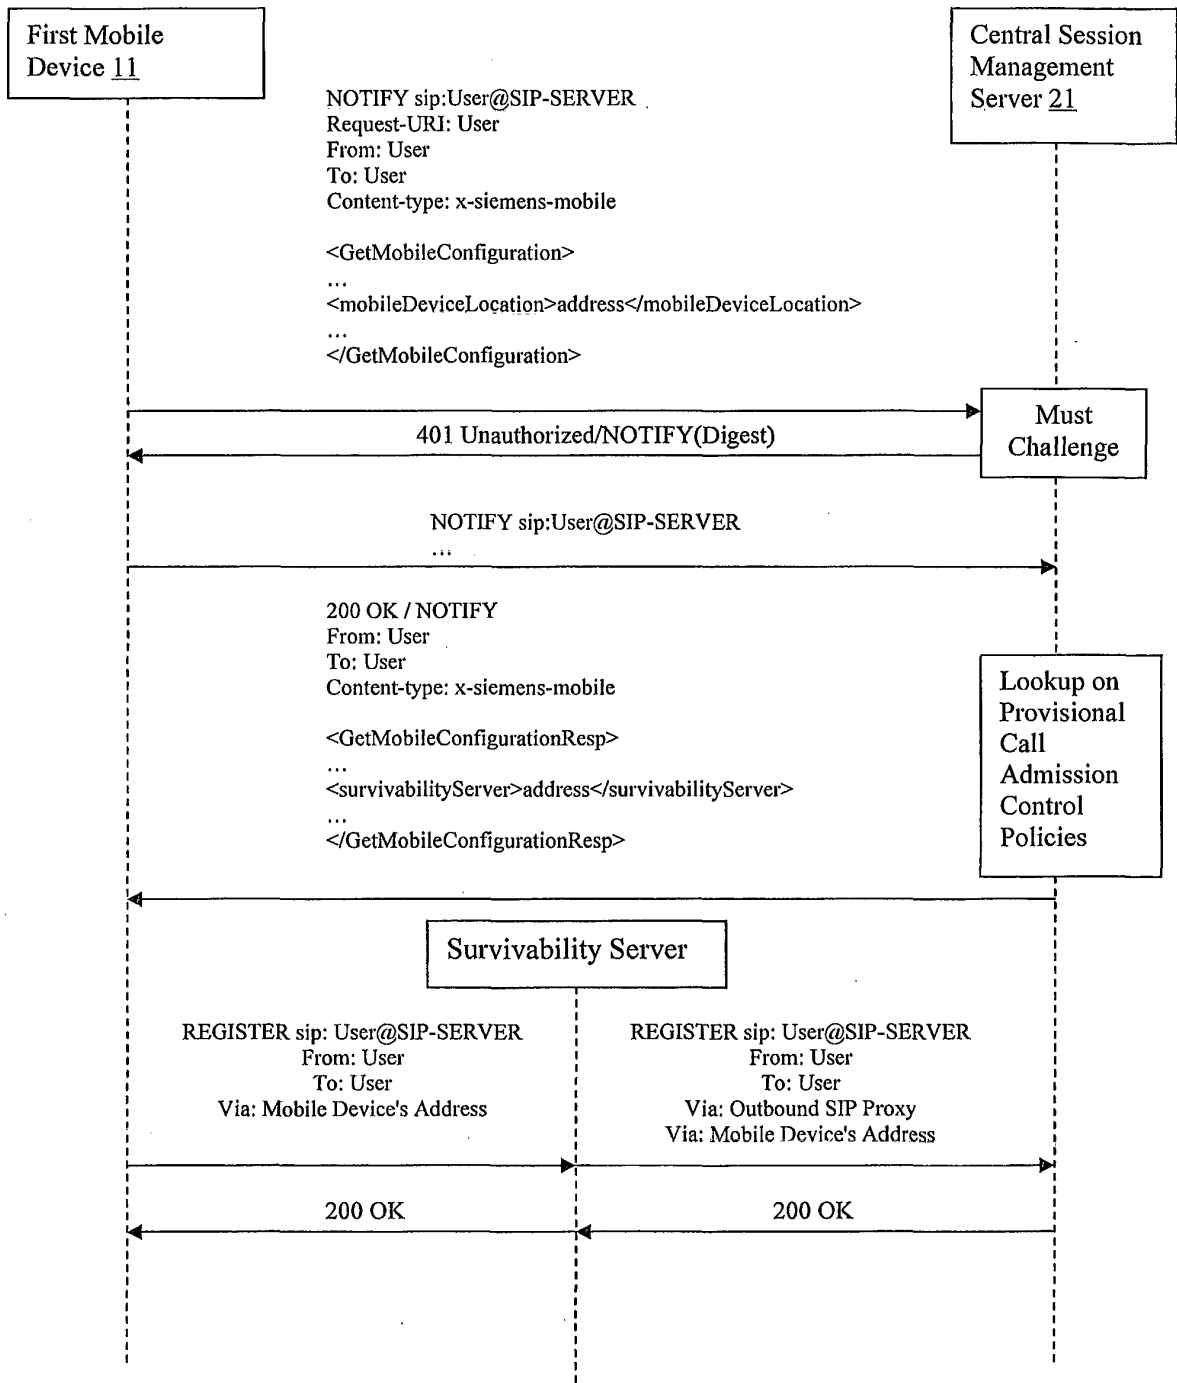 First Mobile
Device 11
Central Session
Management
Server 21
NOTIFY sip:User@SIP-SERVER
Request-URI: User
From: User
To: User
Content-type: x-siemens-mobile
<GetMobileConfiguration>
...
<mobileDeviceLocation>address</mobileDeviceLocation>
...
</GetMobileConfiguration>
Must
Challenge
401 Unauthorized/NOTIFY(Digest)
NOTIFY sip:User@SIP-SERVER
...
200 OK / NOTIFY
From: User
To: User
Content-type: x-siemens-mobile
<GetMobileConfigurationResp>
...
<survivabilityServer>address</survivabilityServer>
...
</GetMobileConfigurationResp>
Lookup on
Provisional
Call
Admission
Control
Policies
Survivability Server
REGISTER sip: User@SIP-SERVER
From: User
To: User
Via: Mobile Device's Address
REGISTER sip: User@SIP-SERVER
From: User
To: User
Via: Outbound SIP Proxy
Via: Mobile Device's Address
200 OK
200 OK